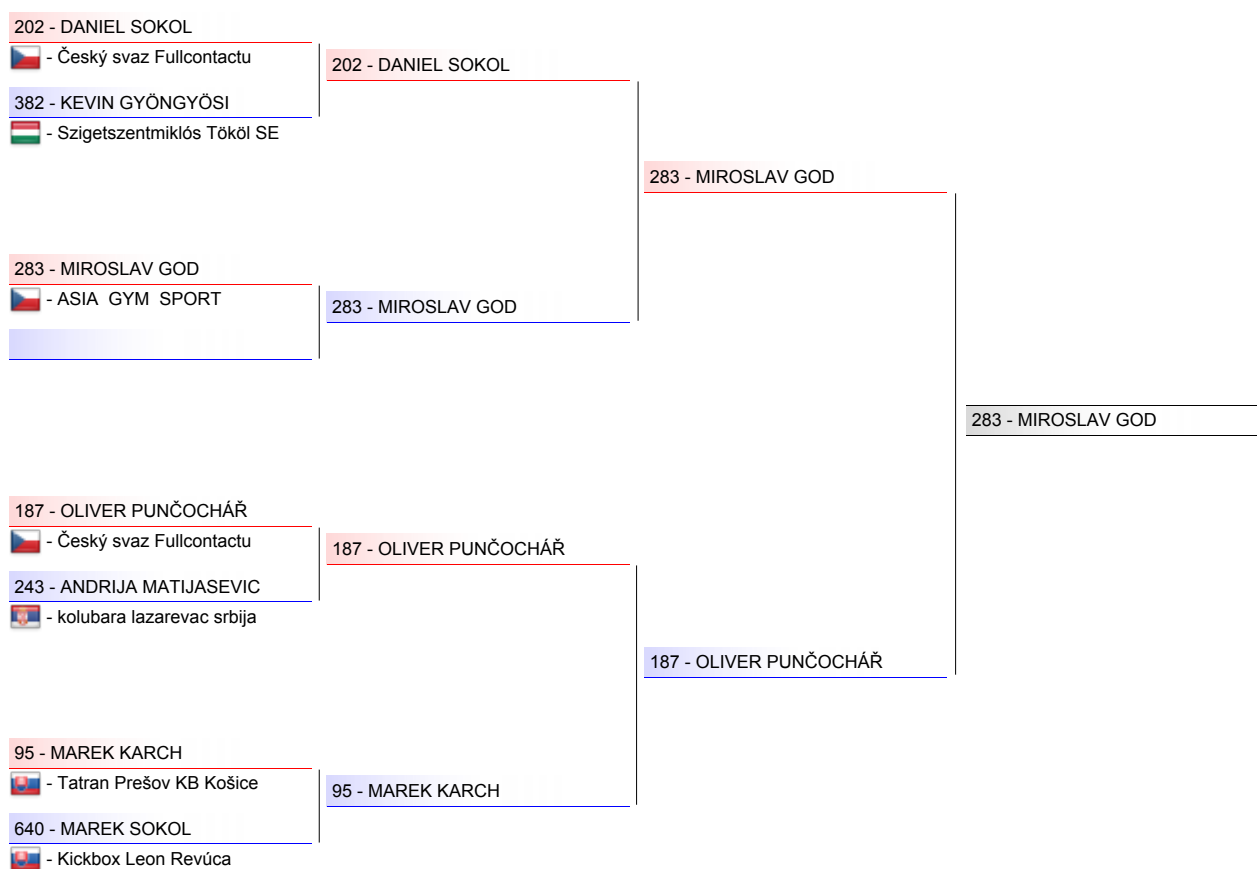 202 - DANIEL SOKOL
- Český svaz Fullcontactu
382 - KEVIN GYÖNGYÖSI
- Szigetszentmiklós Tököl SE
283 - MIROSLAV GOD
- ASIA GYM SPORT
187 - OLIVER PUNČOCHÁŘ
- Český svaz Fullcontactu
243 - ANDRIJA MATIJASEVIC
- kolubara lazarevac srbija
95 - MAREK KARCH
- Tatran Prešov KB Košice
640 - MAREK SOKOL
- Kickbox Leon Revúca
202 - DANIEL SOKOL
283 - MIROSLAV GOD
187 - OLIVER PUNČOCHÁŘ
95 - MAREK KARCH
283 - MIROSLAV GOD
187 - OLIVER PUNČOCHÁŘ
283 - MIROSLAV GOD